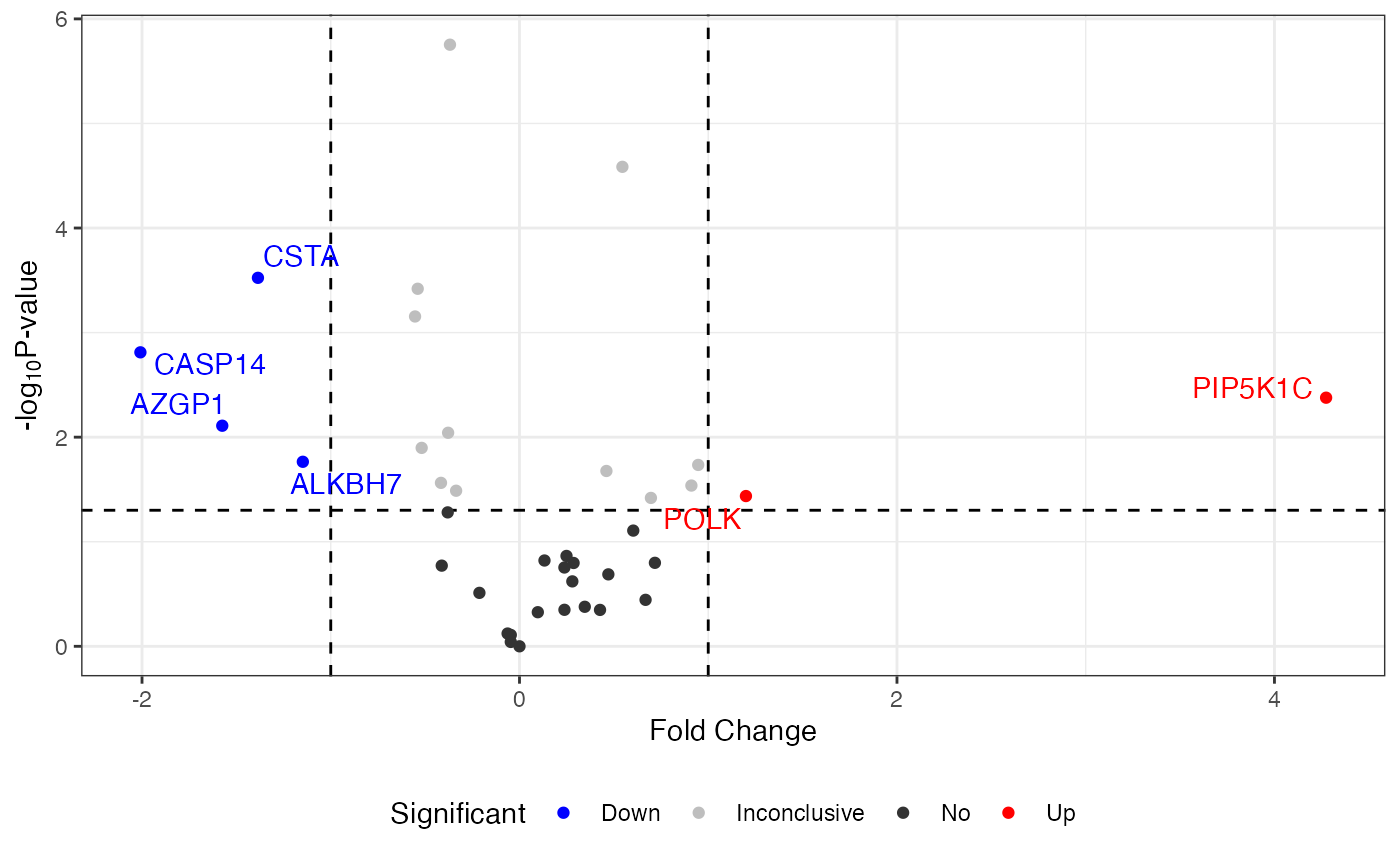 6
4
2
0
-log10P-value
CSTA
CASP14
AZGP1
ALKBH7
PIP5K1C
POLK
-2
0
2
4
Fold Change
Significant Down Inconclusive No Up